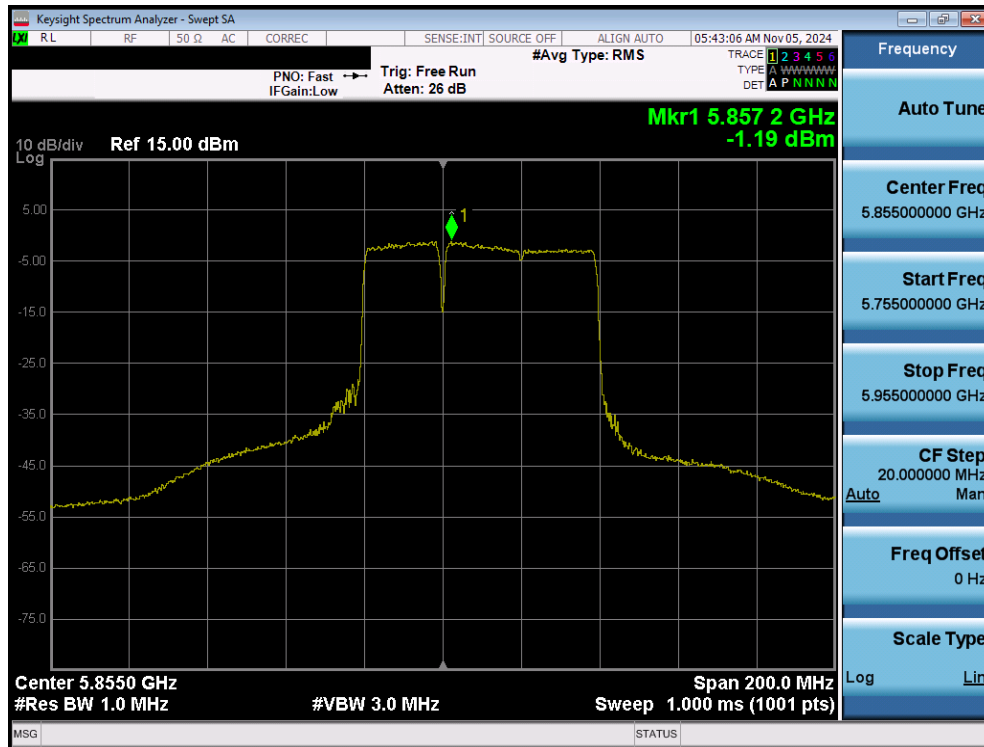 Keysight Spectrum Analyzer - Swept SA
LXI RL RF 50 Ω AC CORREC SENSE:INT SOURCE OFF ALIGN AUTO 05:43:06 AM Nov 05, 2024
#Avg Type: RMS TRACE 1 2 3 4 5 6
PNO: Fast Trig: Free Run TYPE A WWWWW
IFGain:Low Atten: 26 dB DET A P N N N N
Mkr1 5.857 2 GHz
-1.19 dBm
10 dB/div Ref 15.00 dBm
Log
1
5.00
-5.00
-15.0
-25.0
-35.0
-45.0
-55.0
-65.0
-75.0
Center 5.8550 GHz Span 200.0 MHz
#Res BW 1.0 MHz #VBW 3.0 MHz Sweep 1.000 ms (1001 pts)
MSG STATUS
Frequency
Auto Tune
Center Freq
5.855000000 GHz
Start Freq
5.755000000 GHz
Stop Freq
5.955000000 GHz
CF Step
20.000000 MHz
Auto Man
Freq Offset
0 Hz
Scale Type
Log Lin